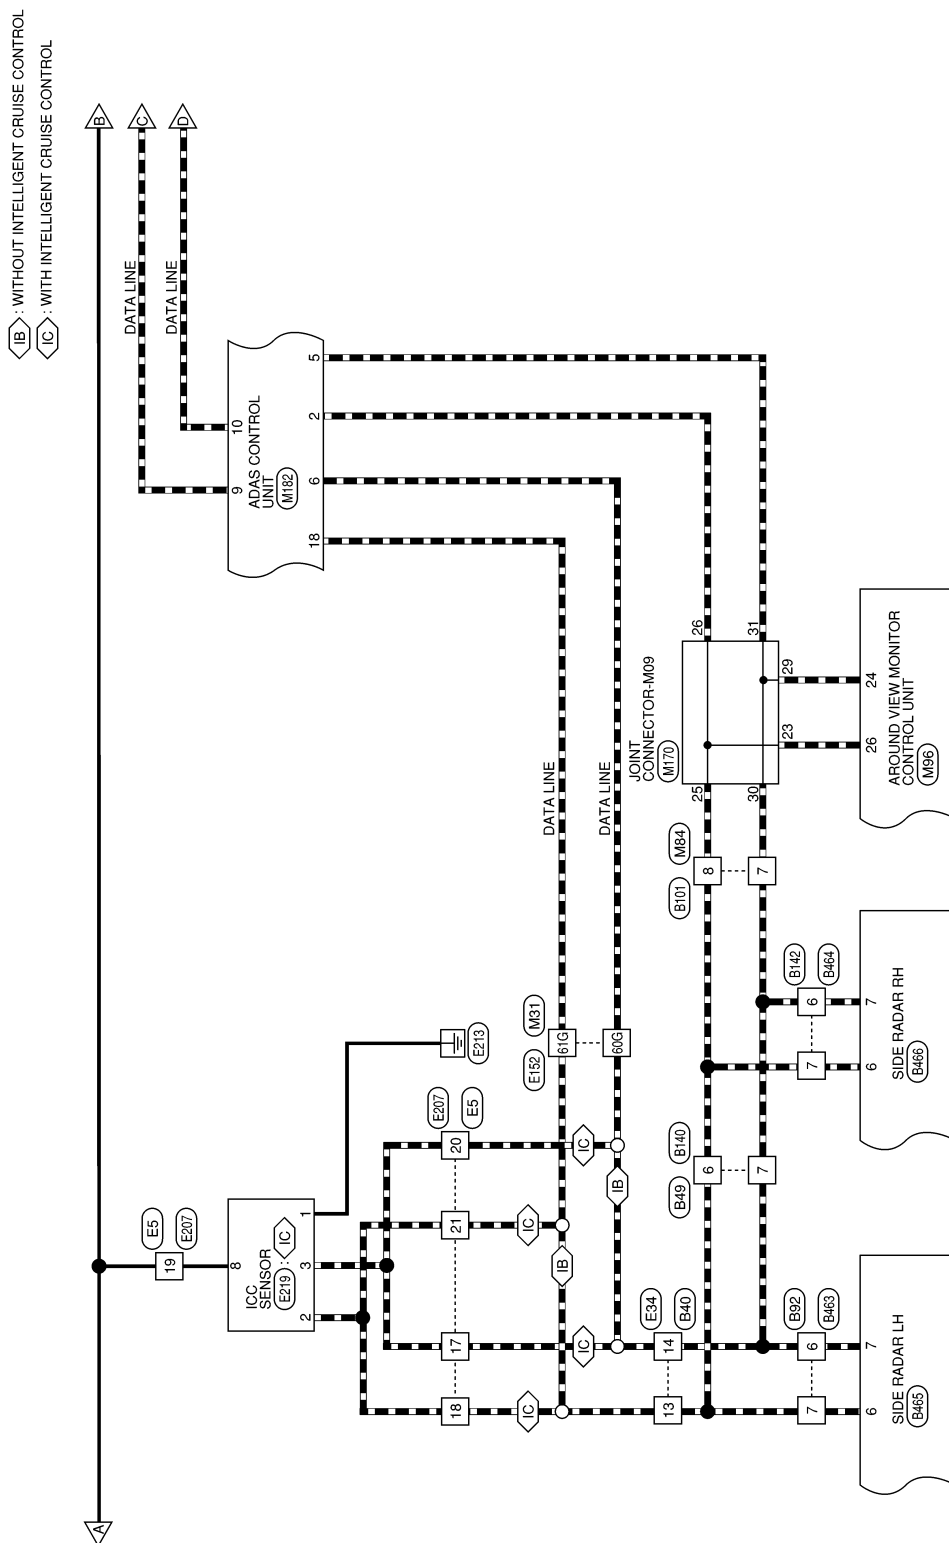 IB : WITHOUT INTELLIGENT CRUISE CONTROL
IC : WITH INTELLIGENT CRUISE CONTROL
A
B
C
D
DATA LINE
DATA LINE
E5
E207
19
8
ICC
SENSOR
E219 : IC
2
3
1
E213
9
10
ADAS CONTROL
UNIT
M182
18
6
2
5
E207
E5
18
17
21
20
IC
IC
IC
IC
IB
IB
E152
M31
61G
60G
DATA LINE
DATA LINE
E34
B40
13
14
B49
B140
6
7
B101
M84
8
7
JOINT
CONNECTOR-M09
M170
25
26
30
31
23
29
B92
B463
7
6
B142
B464
7
6
6
7
SIDE RADAR LH
B465
6
7
SIDE RADAR RH
B466
26
24
AROUND VIEW MONITOR
CONTROL UNIT
M96